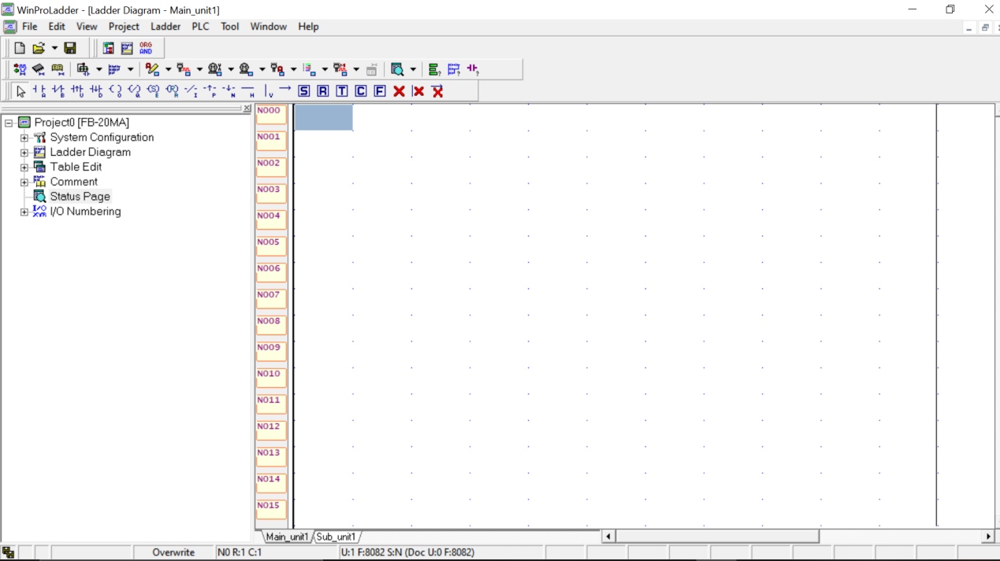 WinProLadder - [Ladder Diagram - Main_unit1]
File Edit View Project Ladder PLC Tool Window Help
ORG
AND
A B U D O Q S E R I P N H V S R T C F
Project0 [FB-20MA]
System Configuration
Ladder Diagram
Table Edit
Comment
Status Page
I/O Numbering
N000
N001
N002
N003
N004
N005
N006
N007
N008
N009
N010
N011
N012
N013
N014
N015
Main_unit1 Sub_unit1
Overwrite N0 R:1 C:1 U:1 F:8082 S:N (Doc U:0 F:8082)